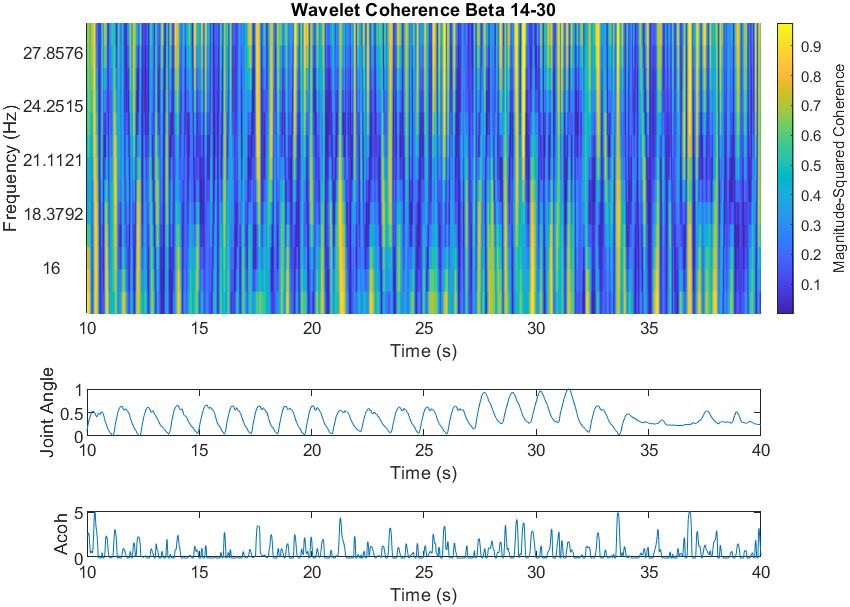 Wavelet Coherence Beta 14-30
Frequency (Hz)
27.8576
24.2515
21.1121
18.3792
16
10 15 20 25 30 35
Time (s)
0.9
0.8
0.7
0.6
0.5
0.4
0.3
0.2
0.1
Magnitude-Squared Coherence
Joint Angle
1
0.5
0
10 15 20 25 30 35 40
Time (s)
Acoh
5
0
10 15 20 25 30 35 40
Time (s)